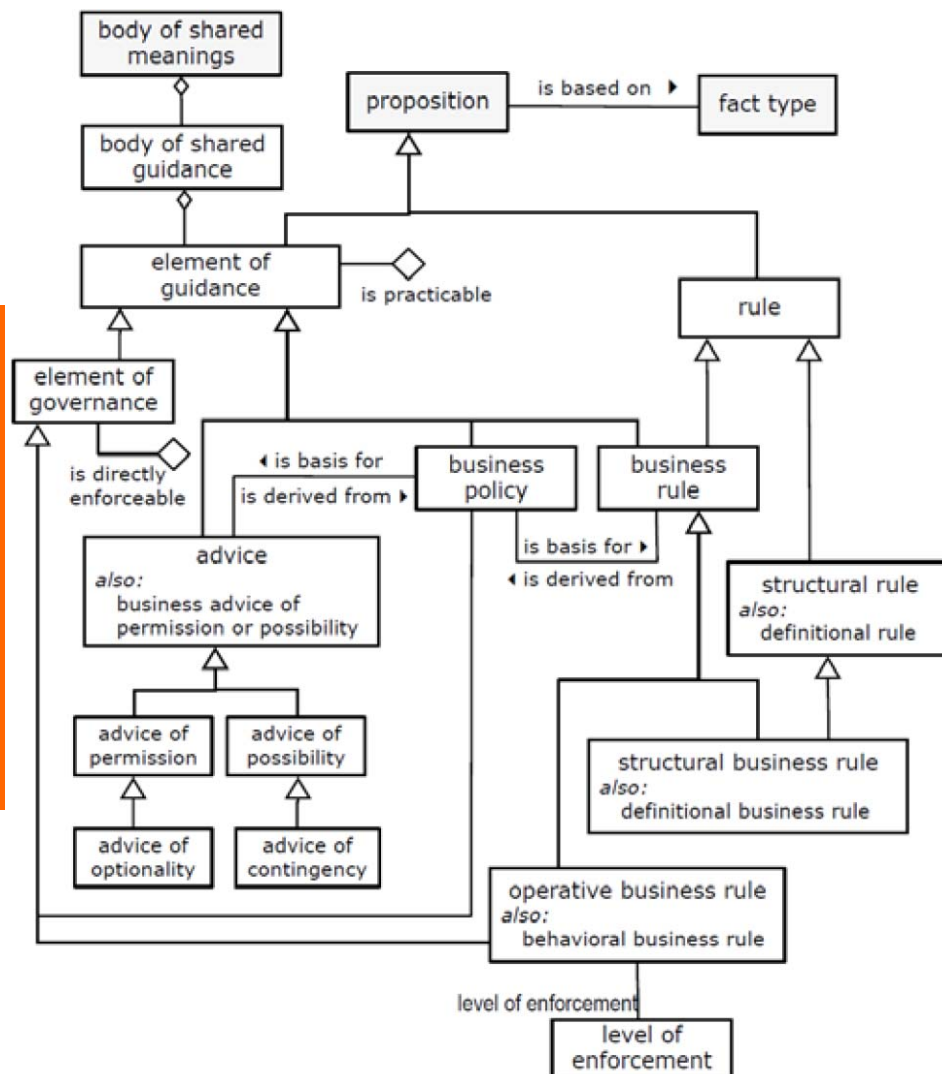 body of shared
meanings
proposition
is based on ▶
fact type
body of shared
guidance
element of
guidance
is practicable
rule
element of
governance
is directly
enforceable
◀ is basis for
is derived from ▶
business
policy
business
rule
is basis for ▶
◀ is derived from
advice
also:
business advice of
permission or possibility
structural rule
also:
definitional rule
advice of
permission
advice of
possibility
structural business rule
also:
definitional business rule
advice of
optionality
advice of
contingency
operative business rule
also:
behavioral business rule
level of enforcement
level of
enforcement